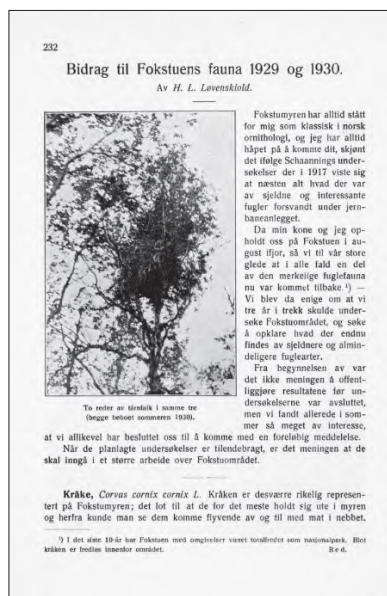 232
Bidrag til Fokstuens fauna 1929 og 1930.
Av H. L. Løvenskiold.
Fokstumyren har alltid stått
for mig som klassisk i norsk
ornithologi, og jeg har alltid
håpet på å komme dit, skjønt
det ifølge Schaannings under-
søkelser der i 1917 viste sig
at næsten alt hvad der var
av sjeldne og interessante
fugler forsvandt under jern-
baneanlegget.
Da min kone og jeg op-
holdt oss på Fokstuen i au-
gust ifjor, så vi til vår store
glede at i alle fald en del
av den merkelige fuglefauna
nu var kommet tilbake.¹) —
Vi blev da enige om at vi
tre år i trekk skulde under-
søke Fokstuområdet, og søke
å opklare hvad der endnu
findes av sjeldnere og almin-
deligere fuglearter.
Fra begynnelsen av var
det ikke meningen å offent-
liggjøre resultatene før un-
dersøkelserne var avsluttet,
men vi fandt allerede i som-
mer så meget av interesse,
at vi allikevel har besluttet oss til å komme med en foreløbig meddelelse.
Når de planlagte undersøkelser er tilendebragt, er det meningen at de
skal inngå i et større arbeide over Fokstuområdet.
To reder av tårnfalk i samme tre
(begge beboet sommeren 1930).
Kråke, Corvus cornix cornix L. Kråken er desværre rikelig represen-
tert på Fokstumyren; det lot til at de for det meste holdt sig ute i myren
og herfra kunde man se dem komme flyvende av og til med mat i nebbet.
¹) I det siste 10-år har Fokstuen med omgivelser vært totalfredet som nasjonalpark. Blot
kråken er fredløs innenfor området. Red.